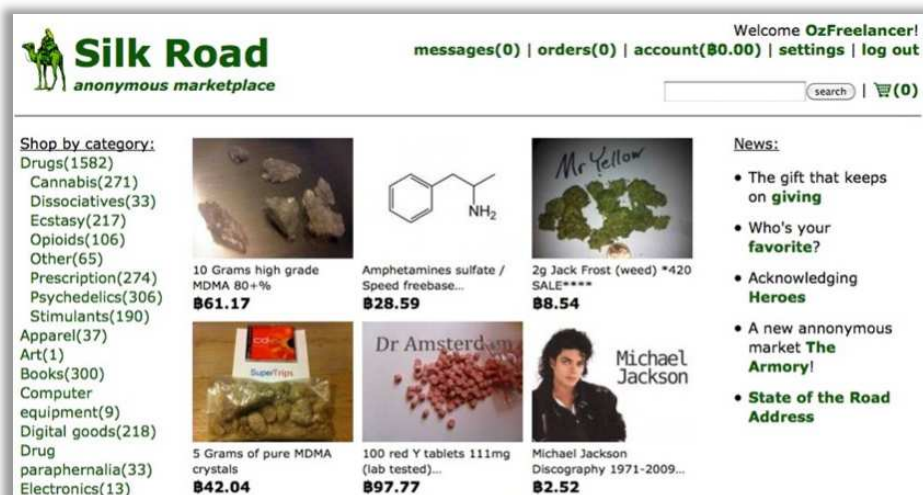 Welcome OzFreelancer!
Silk Road
anonymous marketplace
messages(0) | orders(0) | account(฿0.00) | settings | log out
search | (0)
Shop by category:
Drugs(1582)
Cannabis(271)
Dissociatives(33)
Ecstasy(217)
Opioids(106)
Other(65)
Prescription(274)
Psychedelics(306)
Stimulants(190)
Apparel(37)
Art(1)
Books(300)
Computer
equipment(9)
Digital goods(218)
Drug
paraphernalia(33)
Electronics(13)
10 Grams high grade
MDMA 80+%
฿61.17
NH2
Amphetamines sulfate /
Speed freebase...
฿28.59
Mr Yellow
2g Jack Frost (weed) *420
SALE****
฿8.54
SuperTrips
5 Grams of pure MDMA
crystals
฿42.04
Dr Amsterdam
100 red Y tablets 111mg
(lab tested)...
฿97.77
Michael
Jackson
Michael Jackson
Discography 1971-2009...
฿2.52
News:
• The gift that keeps
on giving
• Who's your
favorite?
• Acknowledging
Heroes
• A new annonymous
market The
Armory!
• State of the Road
Address